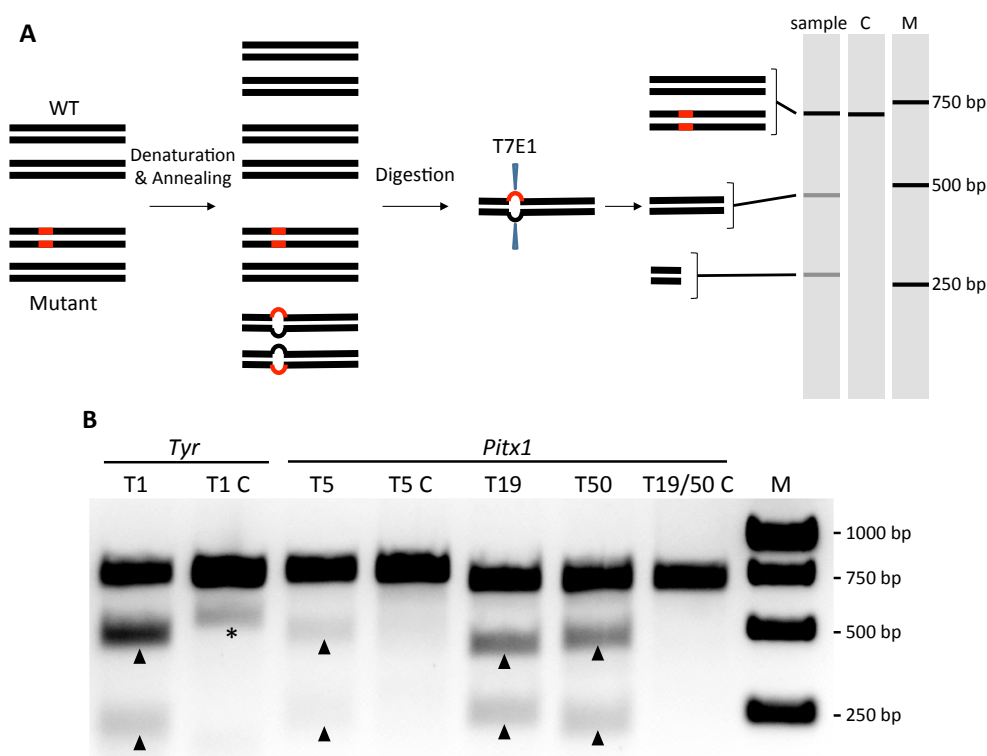 A
sample C M
WT
Denaturation
& Annealing
Digestion
T7E1
750 bp
500 bp
250 bp
Mutant
B
Tyr Pitx1
T1 T1 C T5 T5 C T19 T50 T19/50 C M
1000 bp
750 bp
500 bp
*
250 bp